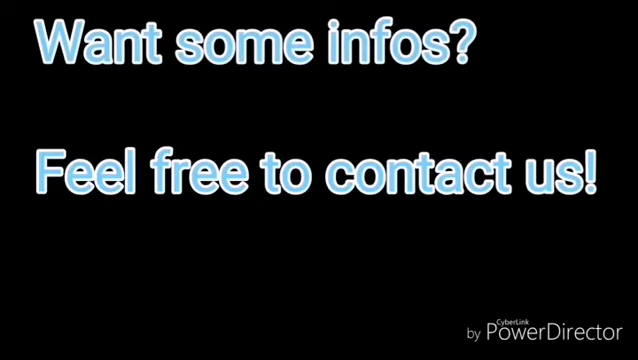 Want some infos?
Feel free to contact us!
CyberLink
by PowerDirector